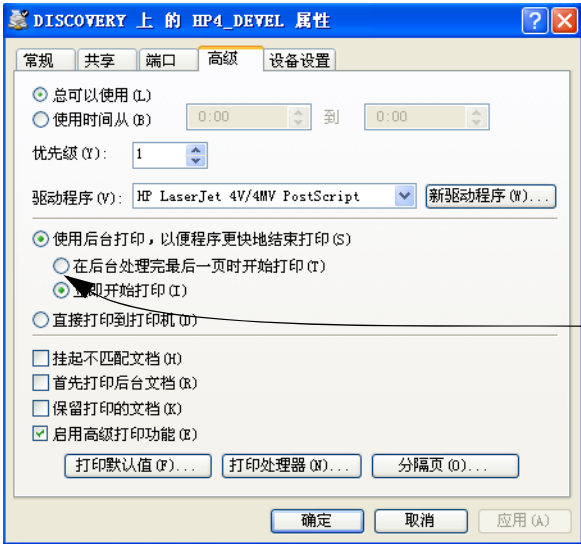 DISCOVERY 上 的 HP4_DEVEL 属性
常规 共享 端口 高级 设备设置
总可以使用(L)
使用时间从(B) 0:00 到 0:00
优先级(Y): 1
驱动程序(V): HP LaserJet 4V/4MV PostScript 新驱动程序(W)...
使用后台打印，以便程序更快地结束打印(S)
在后台处理完最后一页时开始打印(T)
立即开始打印(I)
直接打印到打印机(D)
挂起不匹配文档(H)
首先打印后台文档(R)
保留打印的文档(K)
启用高级打印功能(E)
打印默认值(F)... 打印处理器(N)... 分隔页(O)...
确定 取消 应用(A)